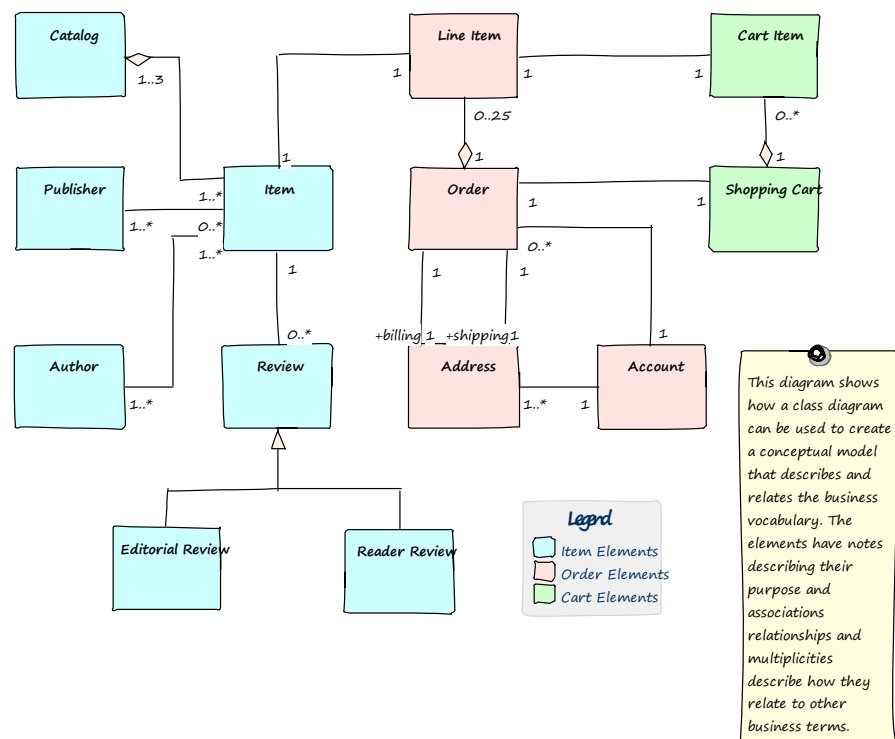 Catalog
Line Item
Cart Item
1..3
1
1
1
0..25
0..*
1
1
1
Publisher
Item
Order
Shopping Cart
1..*
1..*
0..*
1
1
1..*
0..*
1
1
1
0..*
+billing 1
+shipping 1
1
Author
Review
Address
Account
1..*
1..*
1
Editorial Review
Reader Review
Legend
Item Elements
Order Elements
Cart Elements
This diagram shows
how a class diagram
can be used to create
a conceptual model
that describes and
relates the business
vocabulary. The
elements have notes
describing their
purpose and
associations
relationships and
multiplicities
describe how they
relate to other
business terms.